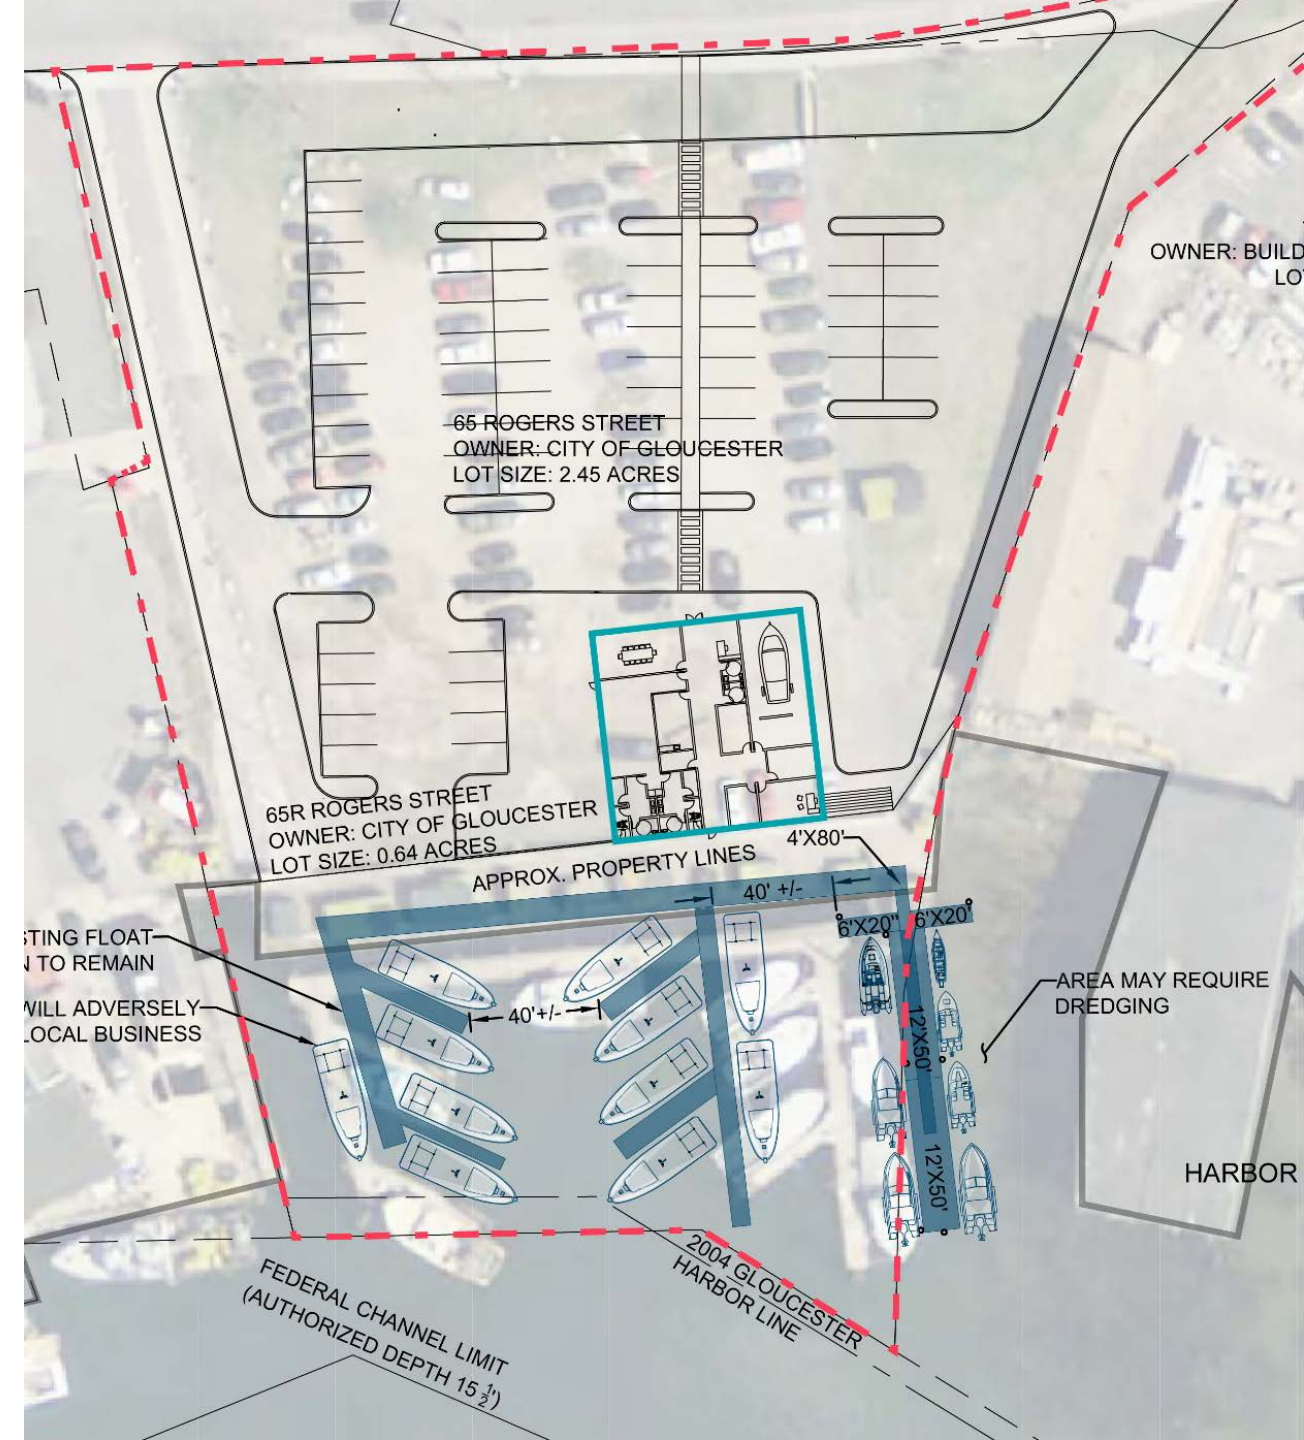 OWNER: BUILD
LO
65 ROGERS STREET
OWNER: CITY OF GLOUCESTER
LOT SIZE: 2.45 ACRES
65R ROGERS STREET
OWNER: CITY OF GLOUCESTER
LOT SIZE: 0.64 ACRES
APPROX. PROPERTY LINES
4'X80'
40' +/-
6'X20"
6'X20'
STING FLOAT
N TO REMAIN
WILL ADVERSELY
LOCAL BUSINESS
40'+/-
AREA MAY REQUIRE
DREDGING
12'X50'
12'X50'
HARBOR
2004 GLOUCESTER
HARBOR LINE
FEDERAL CHANNEL LIMIT
(AUTHORIZED DEPTH 15 ½')